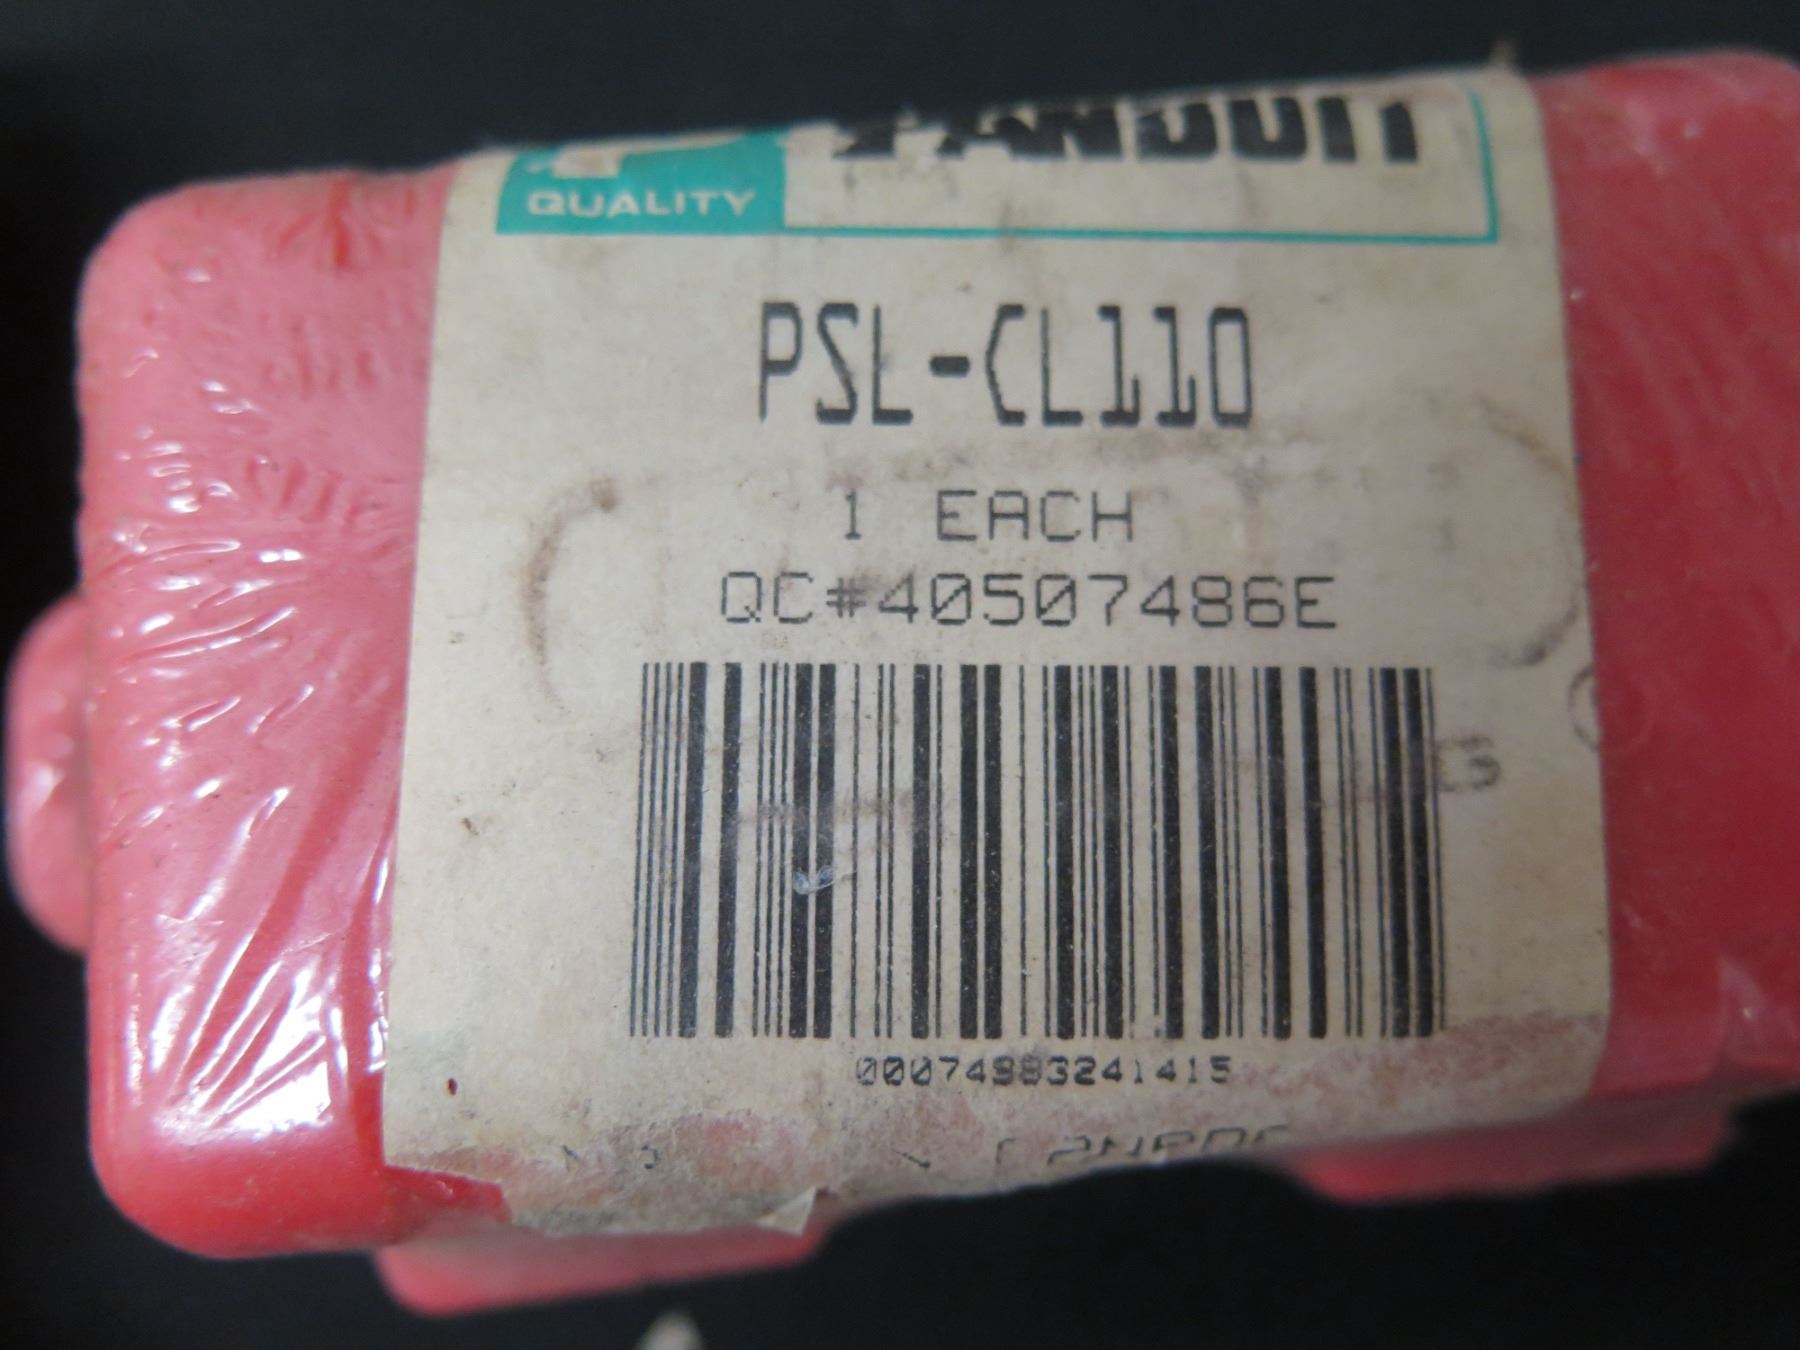 PANDUIT
QUALITY
PSL-CL110
1 EACH
QC#40507486E
00074983241415